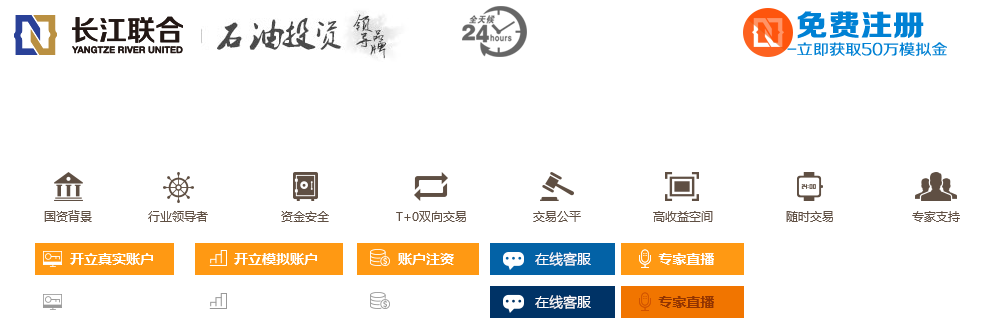 长江联合
YANGTZE RIVER UNITED
石油投资 领导品牌
全天候
24hours
免费注册
立即获取50万模拟金
国资背景 行业领导者 资金安全 T+0双向交易 交易公平 高收益空间 随时交易 专家支持
24:00
开立真实账户 开立模拟账户 账户注资 在线客服 专家直播
在线客服 专家直播